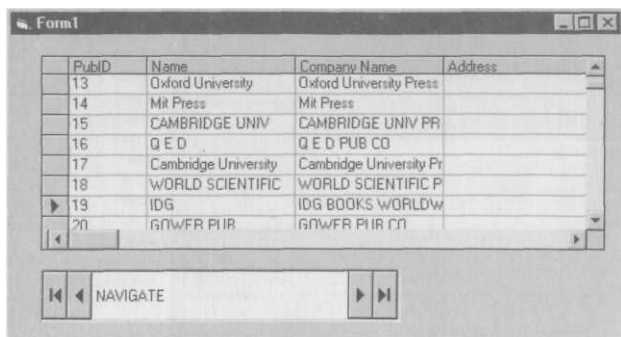 Form1
PubID Name Company Name Address
13 Oxford University Oxford University Press
14 Mit Press Mit Press
15 CAMBRIDGE UNIV CAMBRIDGE UNIV PR
16 Q E D Q E D PUB CO
17 Cambridge University Cambridge University Pr
18 WORLD SCIENTIFIC WORLD SCIENTIFIC P
19 IDG IDG BOOKS WORLDW
20 GOWER PUB GOWER PUB CO
NAVIGATE